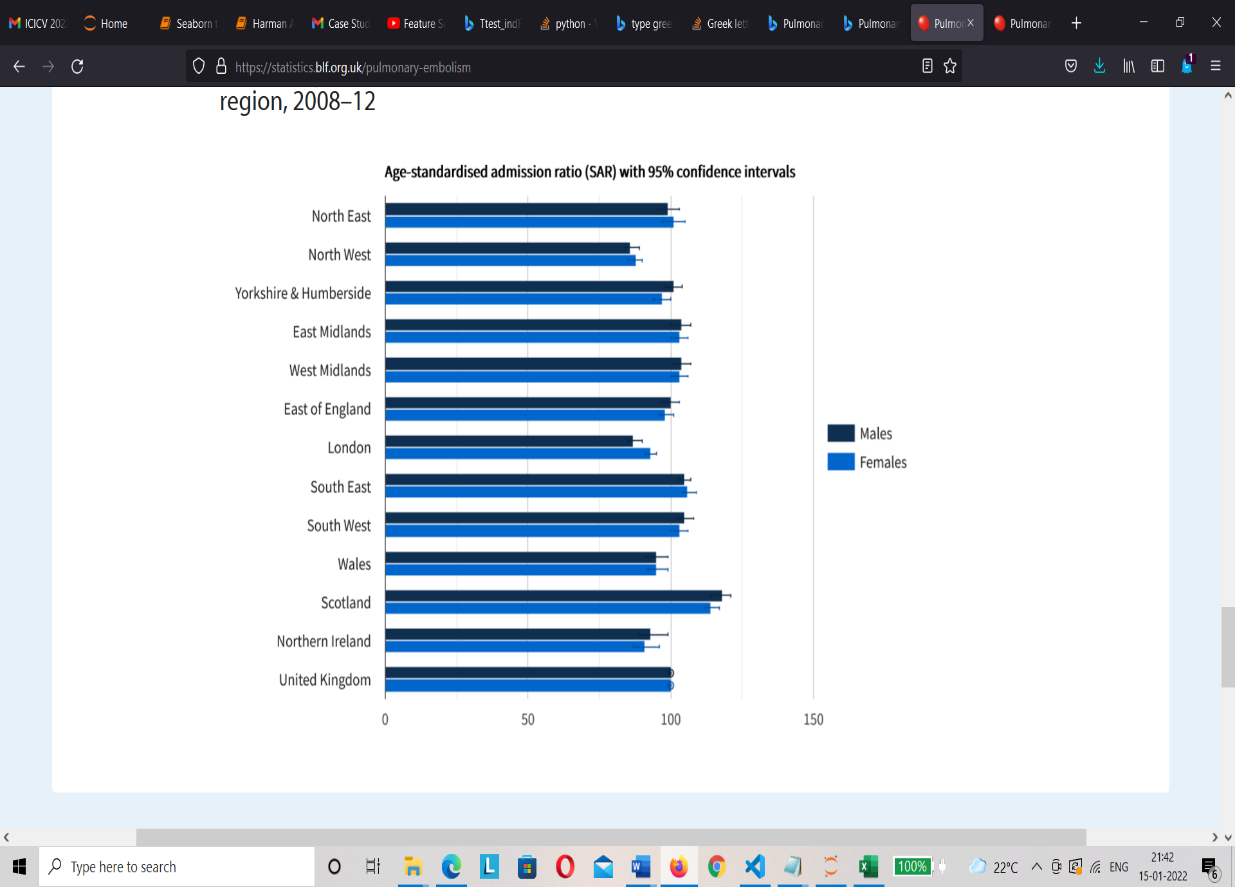 ICICV 202
Home
Seaborn
Harman
Case Stud
Feature S
Ttest_ind
python -
type gree
Greek lett
Pulmonar
Pulmonar
Pulmo
Pulmonar
https://statistics.blf.org.uk/pulmonary-embolism
1
region, 2008–12
Age-standardised admission ratio (SAR) with 95% confidence intervals
North East
North West
Yorkshire & Humberside
East Midlands
West Midlands
East of England
London
South East
South West
Wales
Scotland
Northern Ireland
United Kingdom
Males
Females
0 50 100 150
Type here to search
100%
22°C
ENG
21:42
15-01-2022
6